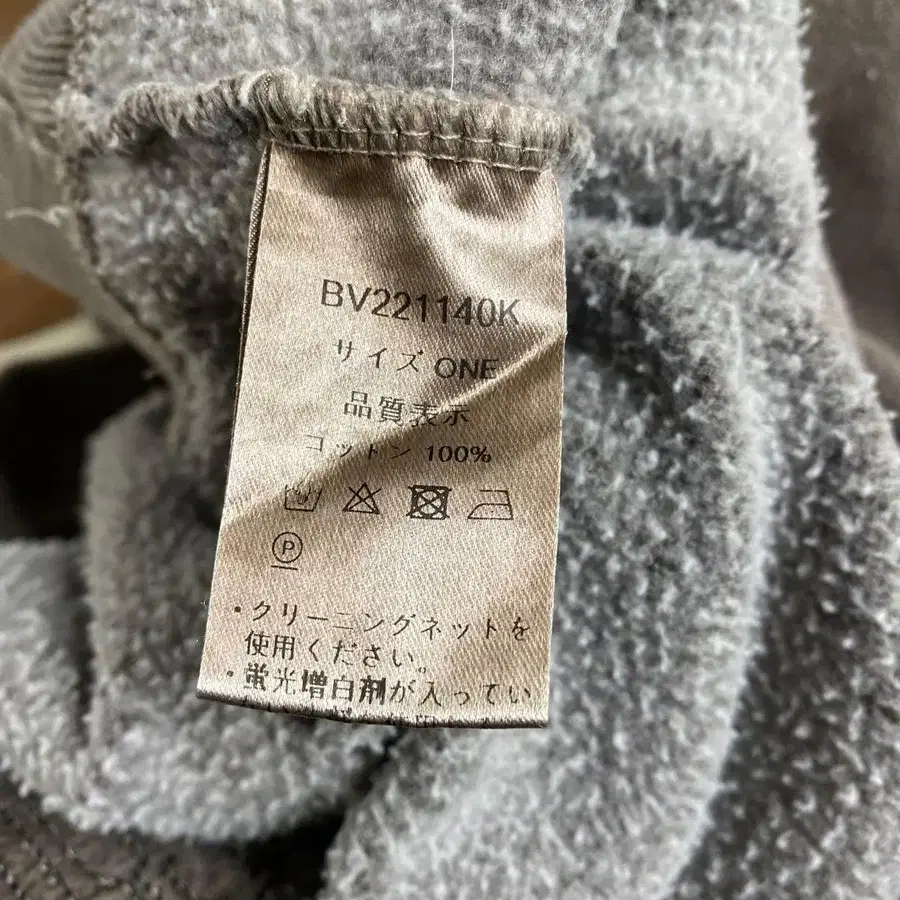 BV221140K
サイズ ONE
品質表示
コットン 100%
P
・クリーニングネットを
使用ください。
・蛍光増白剤が入ってい